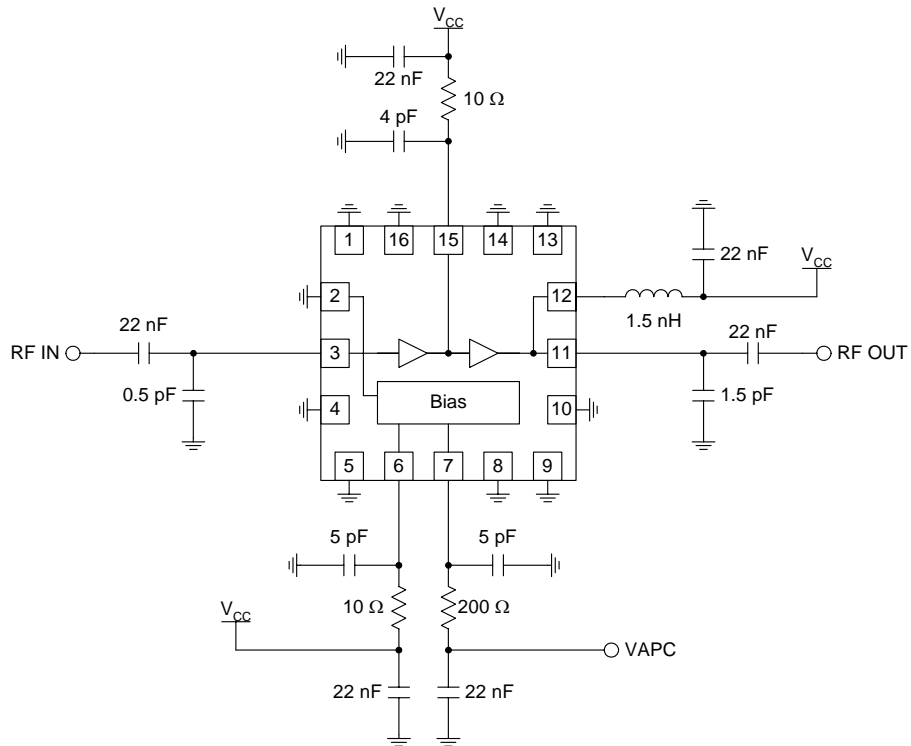 VCC
22 nF
10 Ω
4 pF
1 16 15 14 13
22 nF
VCC
2 12
1.5 nH
22 nF
22 nF
RF IN 3 11 RF OUT
0.5 pF 4 Bias 10 1.5 pF
5 6 7 8 9
5 pF 5 pF
VCC 10 Ω 200 Ω
VAPC
22 nF 22 nF